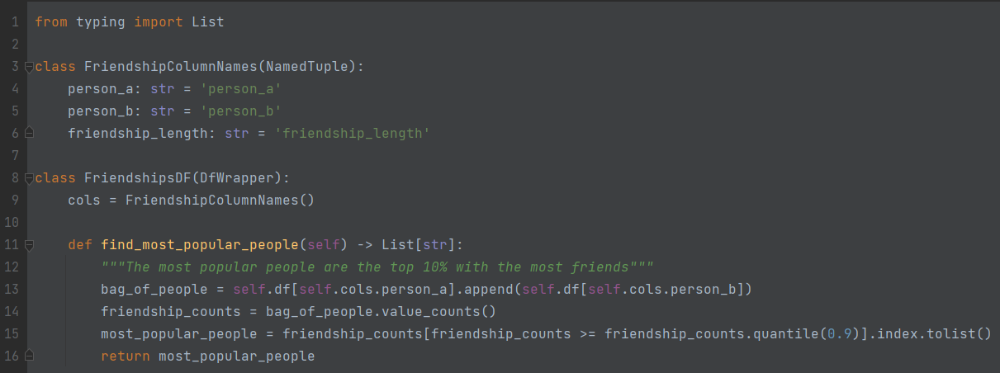 1 from typing import List
2
3 class FriendshipColumnNames(NamedTuple):
4     person_a: str = 'person_a'
5     person_b: str = 'person_b'
6     friendship_length: str = 'friendship_length'
7
8 class FriendshipsDF(DfWrapper):
9     cols = FriendshipColumnNames()
10
11     def find_most_popular_people(self) -> List[str]:
12         """The most popular people are the top 10% with the most friends"""
13         bag_of_people = self.df[self.cols.person_a].append(self.df[self.cols.person_b])
14         friendship_counts = bag_of_people.value_counts()
15         most_popular_people = friendship_counts[friendship_counts >= friendship_counts.quantile(0.9)].index.tolist()
16         return most_popular_people